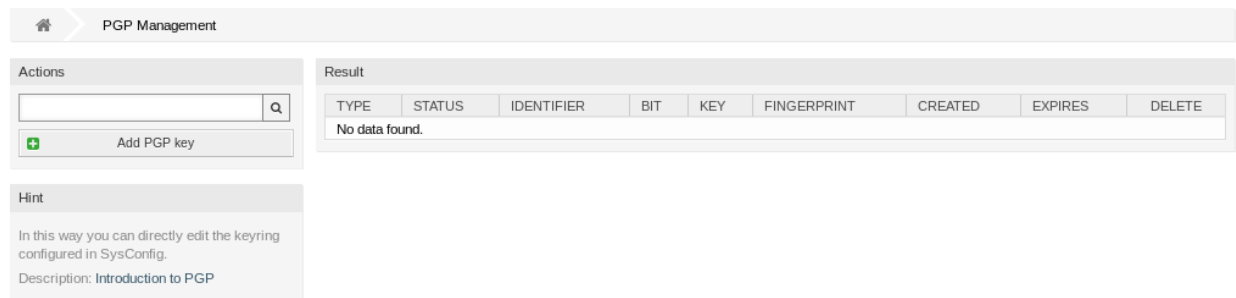 PGP Management
Actions
Add PGP key
Hint
In this way you can directly edit the keyring
configured in SysConfig.
Description: Introduction to PGP
Result
TYPE STATUS IDENTIFIER BIT KEY FINGERPRINT CREATED EXPIRES DELETE
No data found.